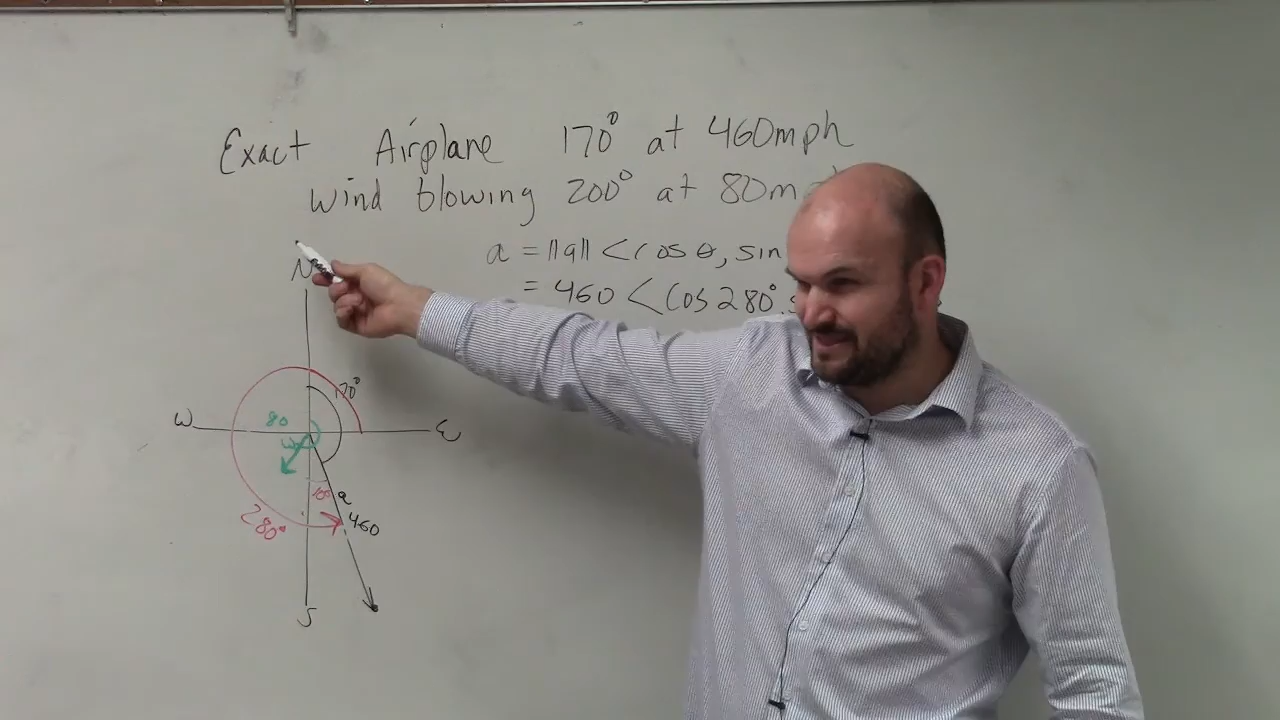 Exact Airplane 170° at 460mph
wind blowing 200° at 80m
a = ||a|| < cos θ, sin
= 460 < cos 280°, s
N
170°
W
80
E
w
10°
a
460
280°
S